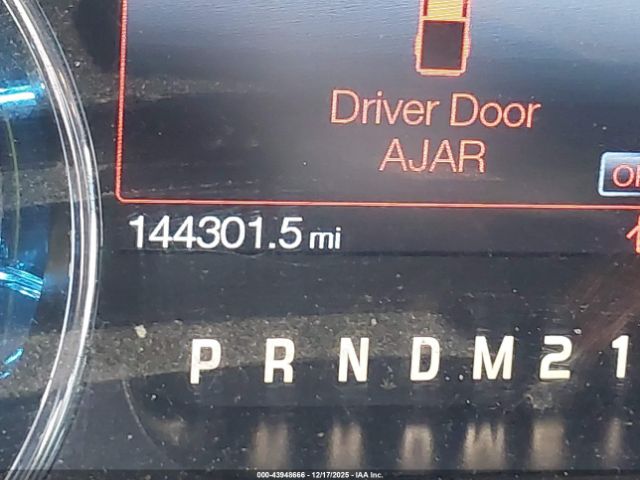 Driver Door
AJAR
144301.5 mi
P R N D M 2 1
000-43948666 - 12/17/2025 - IAA Inc.